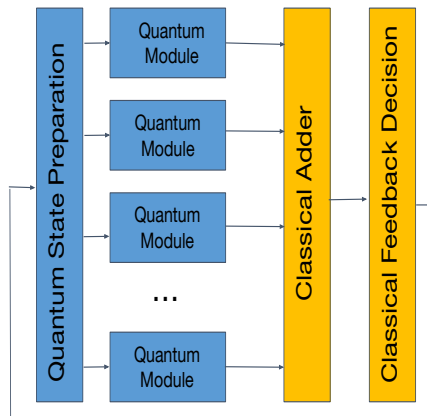 Quantum State Preparation
Quantum
Module
Quantum
Module
Quantum
Module
...
Quantum
Module
Classical Adder
Classical Feedback Decision